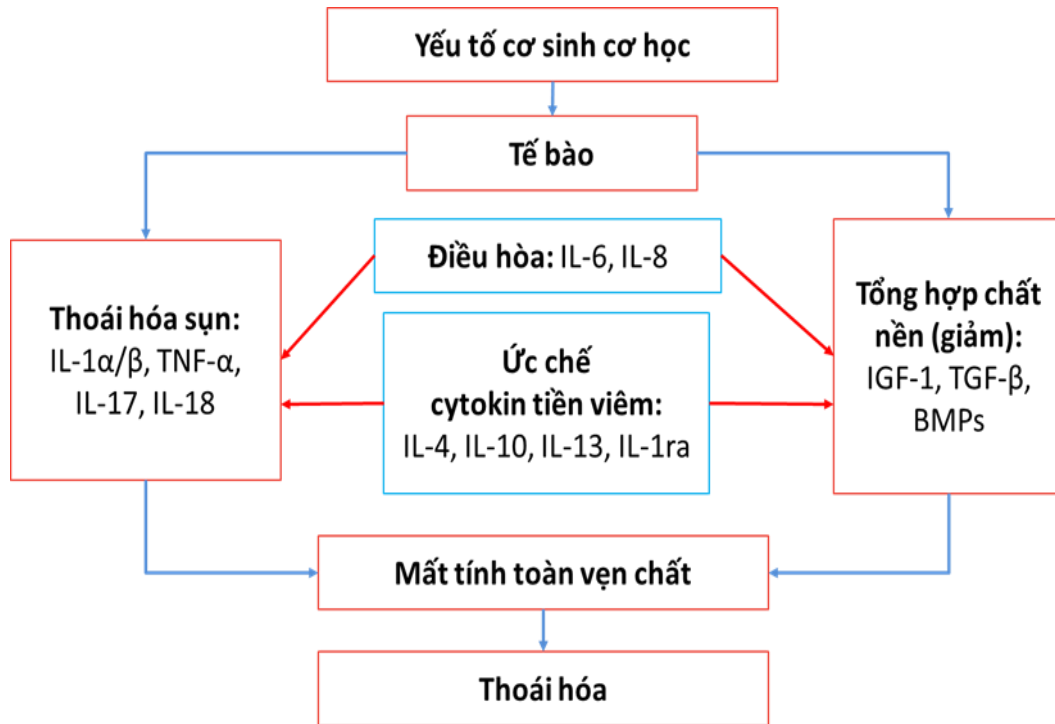 Yếu tố cơ sinh cơ học
Tế bào
Điều hòa: IL-6, IL-8
Thoái hóa sụn:
IL-1α/β, TNF-α,
IL-17, IL-18
Ức chế
cytokin tiền viêm:
IL-4, IL-10, IL-13, IL-1ra
Tổng hợp chất
nền (giảm):
IGF-1, TGF-β,
BMPs
Mất tính toàn vẹn chất
Thoái hóa